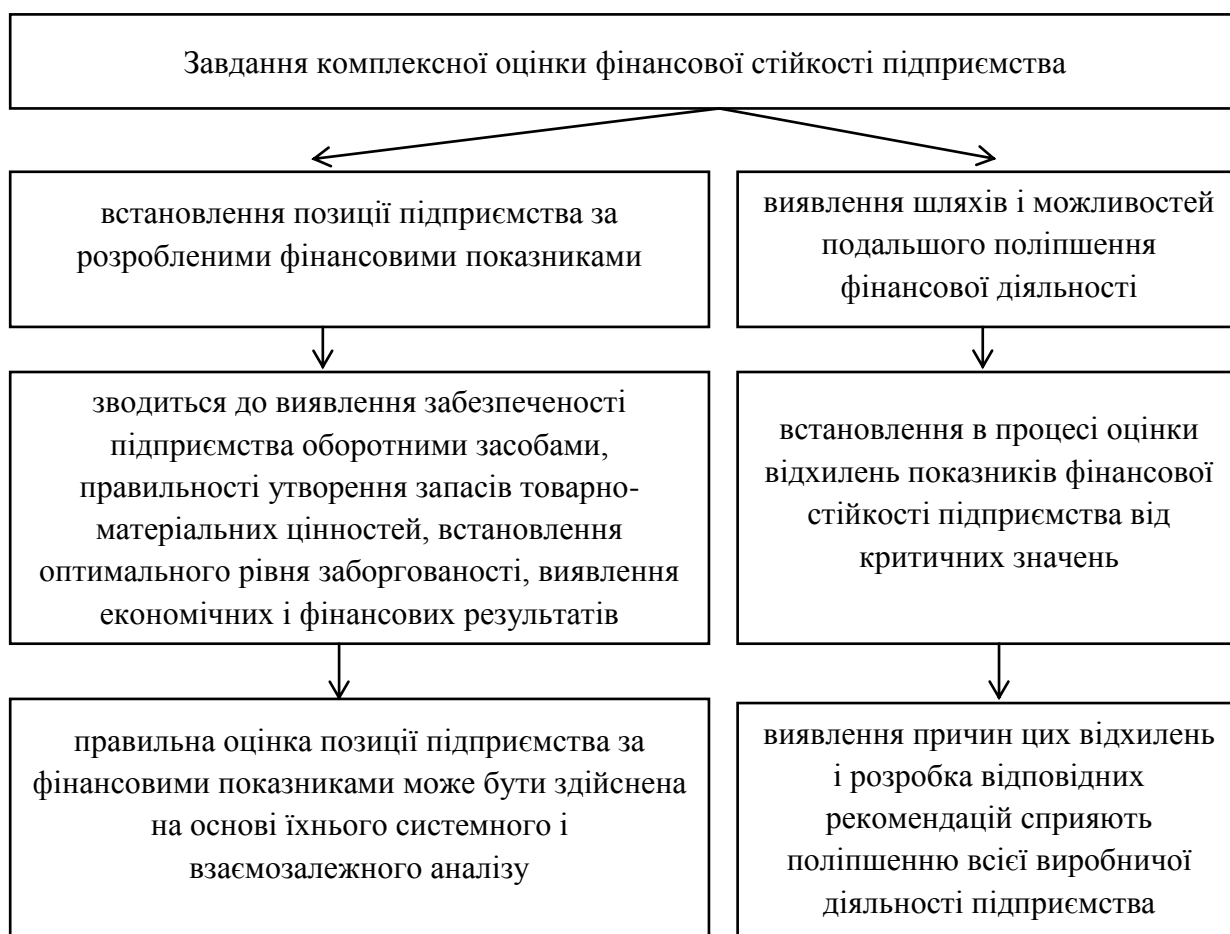 Завдання комплексної оцінки фінансової стійкості підприємства
встановлення позиції підприємства за
розробленими фінансовими показниками
зводиться до виявлення забезпеченості
підприємства оборотними засобами,
правильності утворення запасів товарно-
матеріальних цінностей, встановлення
оптимального рівня заборгованості, виявлення
економічних і фінансових результатів
правильна оцінка позиції підприємства за
фінансовими показниками може бути здійснена
на основі їхнього системного і
взаємозалежного аналізу
виявлення шляхів і можливостей
подальшого поліпшення
фінансової діяльності
встановлення в процесі оцінки
відхилень показників фінансової
стійкості підприємства від
критичних значень
виявлення причин цих відхилень
і розробка відповідних
рекомендацій сприяють
поліпшенню всієї виробничої
діяльності підприємства